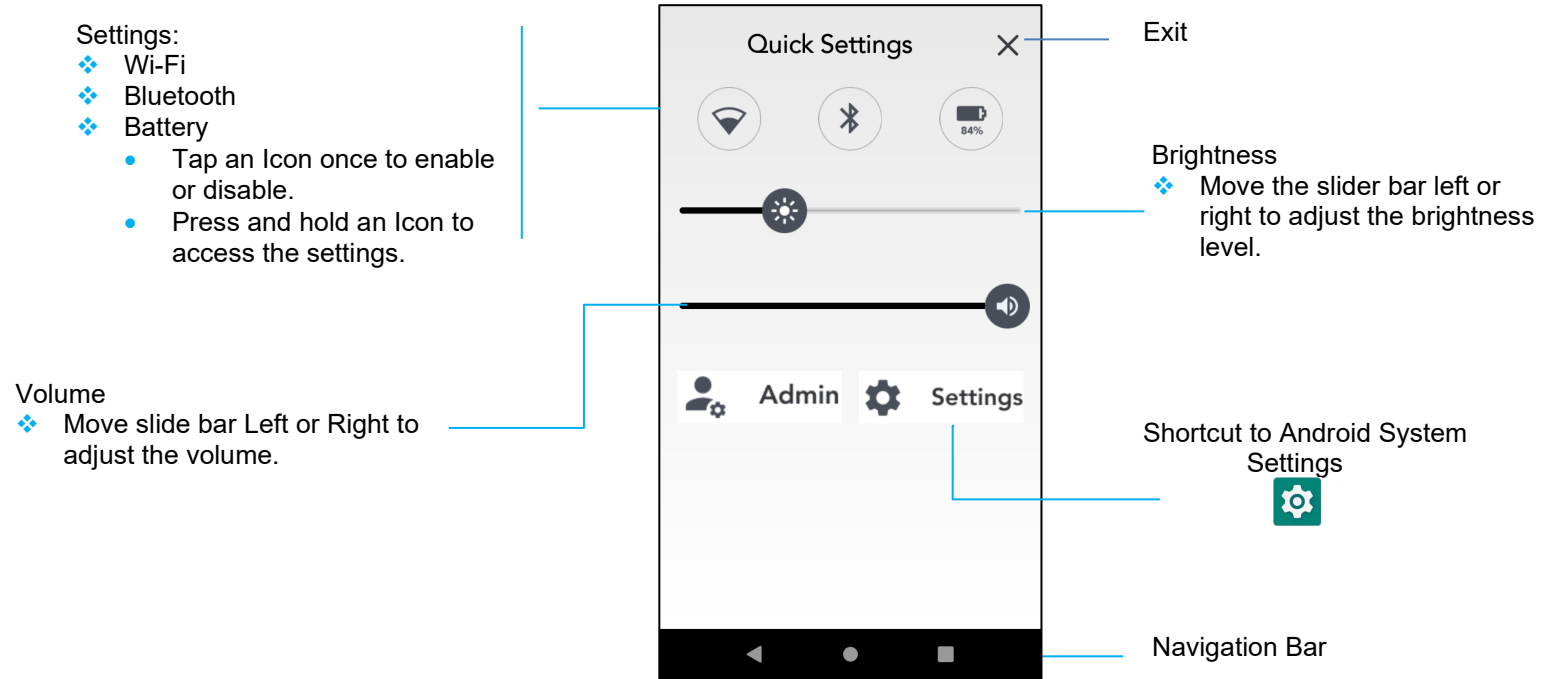 Settings:
Wi-Fi
Bluetooth
Battery
Tap an Icon once to enable
or disable.
Press and hold an Icon to
access the settings.
Volume
Move slide bar Left or Right to
adjust the volume.
Quick Settings
84%
Admin
Settings
Exit
Brightness
Move the slider bar left or
right to adjust the brightness
level.
Shortcut to Android System
Settings
Navigation Bar